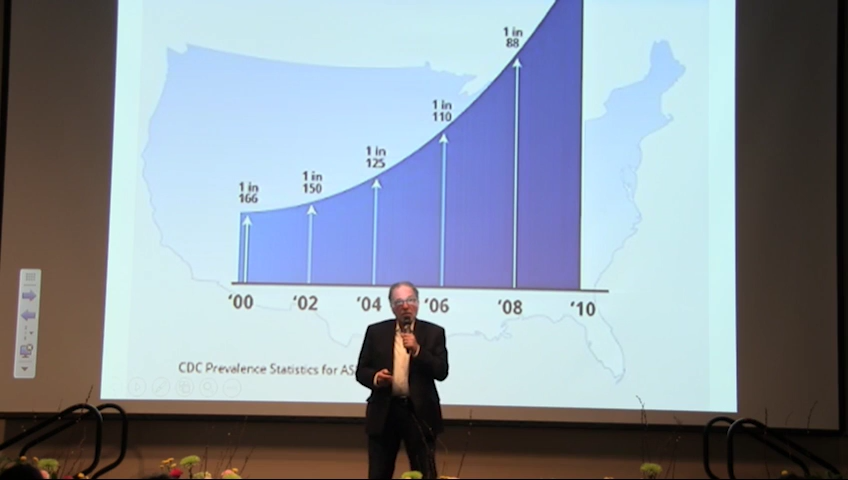 1 in
88
1 in
110
1 in
125
1 in
150
1 in
166
'00 '02 '04 '06 '08 '10
CDC Prevalence Statistics for